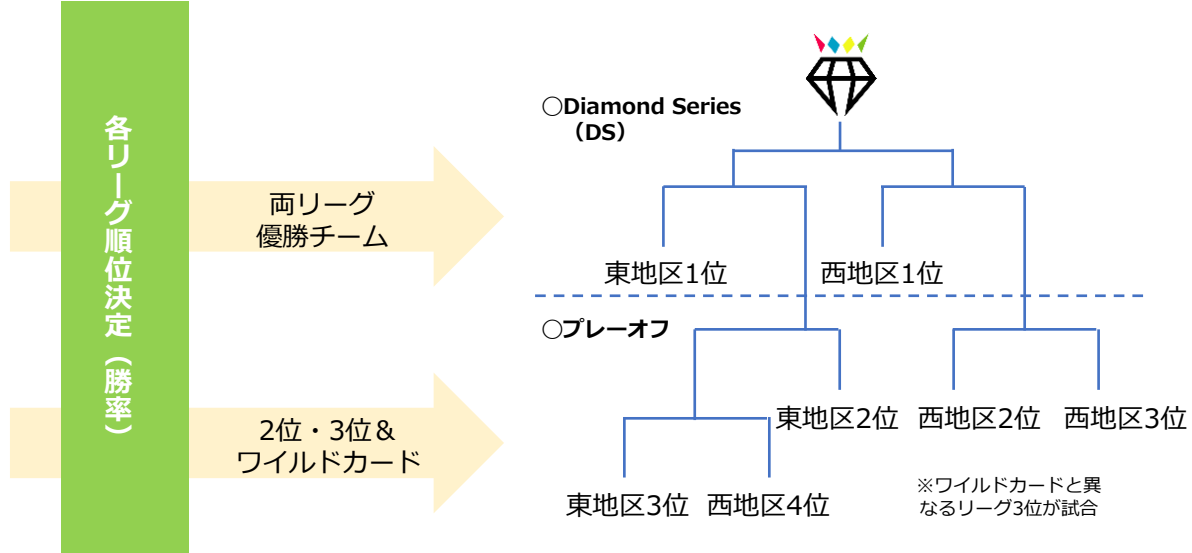 各リーグ順位決定（勝率）
両リーグ
優勝チーム
2位・3位＆
ワイルドカード
○Diamond Series
（DS）
東地区1位
西地区1位
○プレーオフ
東地区2位
西地区2位
西地区3位
東地区3位
西地区4位
※ワイルドカードと異
なるリーグ3位が試合